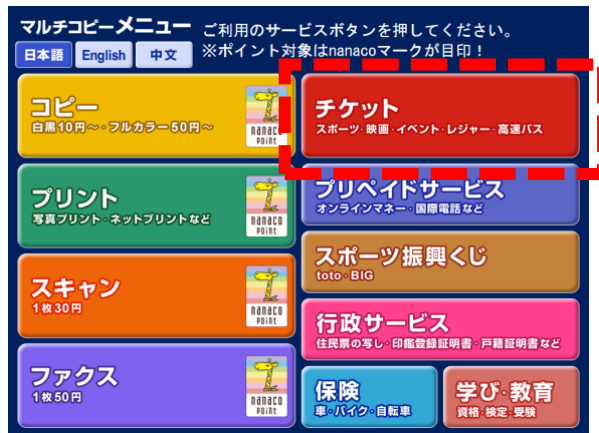 マルチコピーメニュー
ご利用のサービスボタンを押してください。
日本語 English 中文
※ポイント対象はnanacoマークが目印！
コピー
白黒10円～・フルカラー50円～
nanaco
Point
チケット
スポーツ・映画・イベント・レジャー・高速バス
プリント
写真プリント・ネットプリントなど
nanaco
Point
プリペイドサービス
オンラインマネー・国際電話など
スキャン
1枚30円
nanaco
Point
スポーツ振興くじ
toto・BIG
行政サービス
住民票の写し・印鑑登録証明書・戸籍証明書など
ファクス
1枚50円
nanaco
Point
保険
車・バイク・自転車
学び・教育
資格・検定・受験